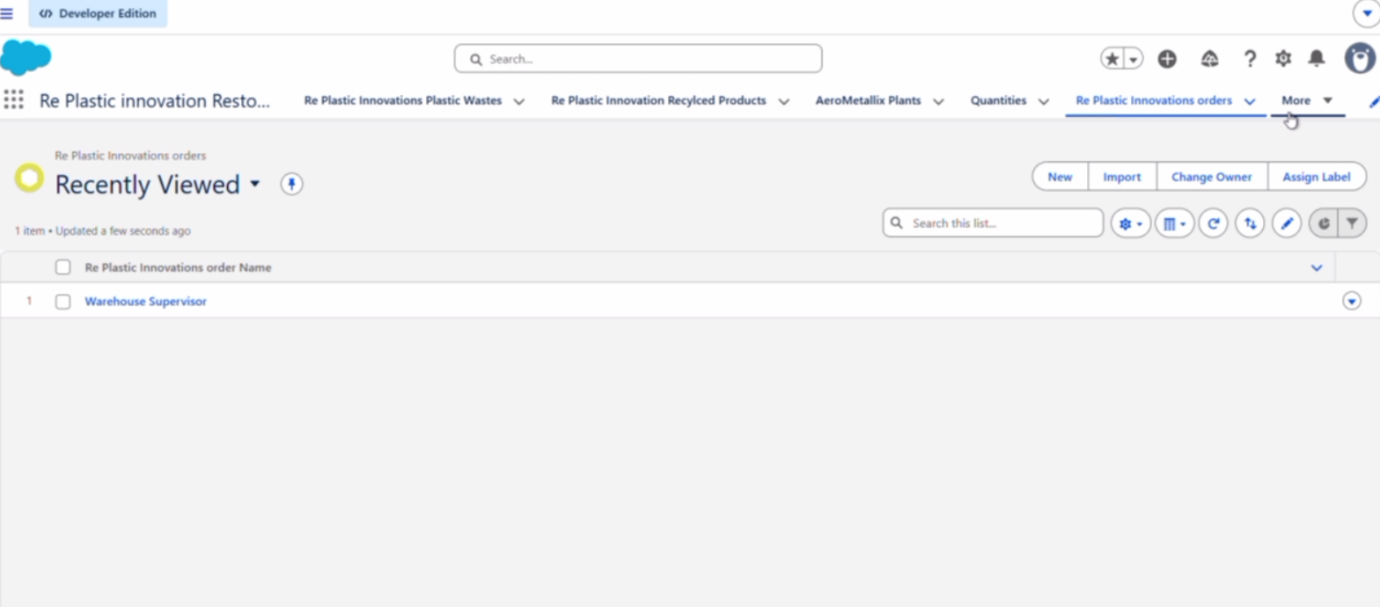 Developer Edition
Search...
Re Plastic innovation Resto...
Re Plastic Innovations Plastic Wastes
Re Plastic Innovation Recylced Products
AeroMetallix Plants
Quantities
Re Plastic Innovations orders
More
Re Plastic Innovations orders
Recently Viewed
New
Import
Change Owner
Assign Label
1 item • Updated a few seconds ago
Search this list...
Re Plastic Innovations order Name
1
Warehouse Supervisor